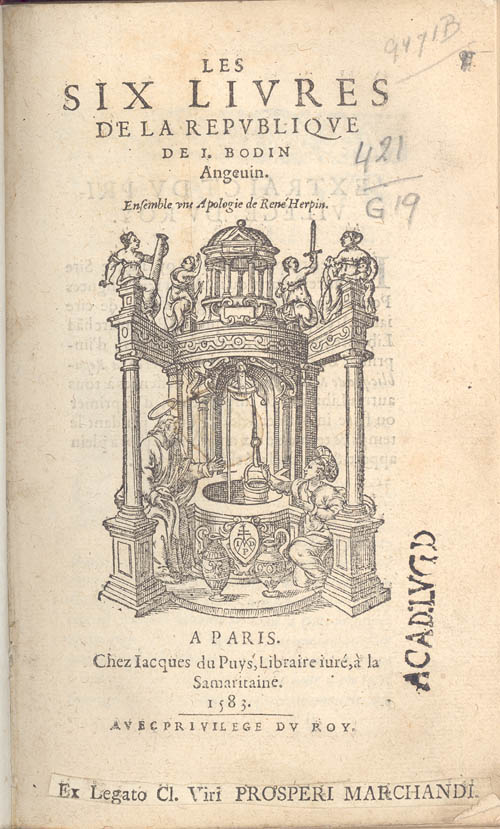 9471B
LES
SIX LIVRES
DE LA REPVBLIQVE
DE I. BODIN
Angeuin.
421
G 19
Ensemble vne Apologie de René Herpin.
A PARIS.
Chez Iacques du Puys, Libraire iuré, à la
Samaritaine.
1583.
AVEC PRIVILEGE DV ROY.
ACAD. LVGD
Ex Legato Cl. Viri PROSPERI MARCHANDI.